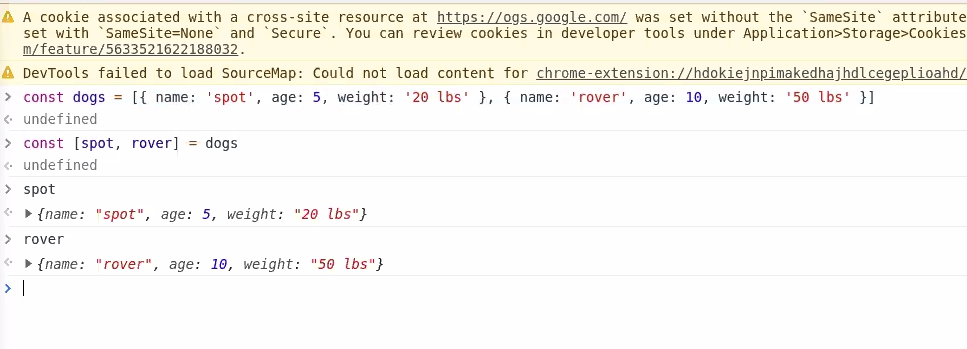 A cookie associated with a cross-site resource at https://ogs.google.com/ was set without the `SameSite` attribute
set with `SameSite=None` and `Secure`. You can review cookies in developer tools under Application>Storage>Cookies
m/feature/5633521622188032.
DevTools failed to load SourceMap: Could not load content for chrome-extension://hdokiejnpimakedhajhdlcegeplioahd/
> const dogs = [{ name: 'spot', age: 5, weight: '20 lbs' }, { name: 'rover', age: 10, weight: '50 lbs' }]
undefined
> const [spot, rover] = dogs
undefined
> spot
{name: "spot", age: 5, weight: "20 lbs"}
> rover
{name: "rover", age: 10, weight: "50 lbs"}
>